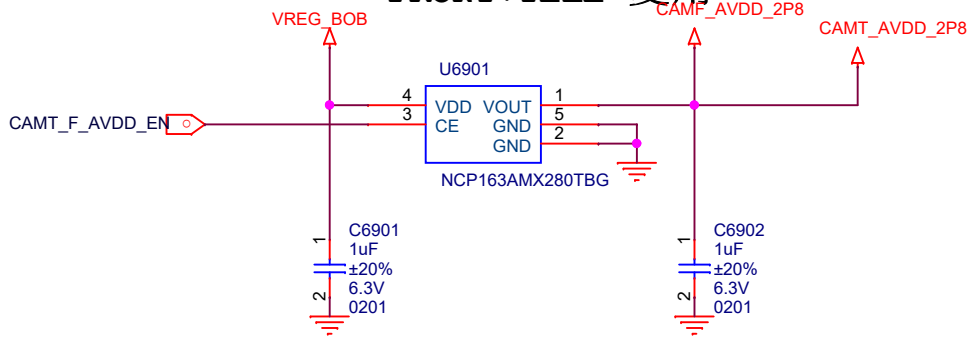 VREG_BOB
CAMF_AVDD_2P8
CAMT_AVDD_2P8
U6901
4 VDD VOUT 1
3 CE GND 5
GND 2
CAMT_F_AVDD_EN
NCP163AMX280TBG
1 C6901
1uF
±20%
2 6.3V
0201
1 C6902
1uF
±20%
2 6.3V
0201